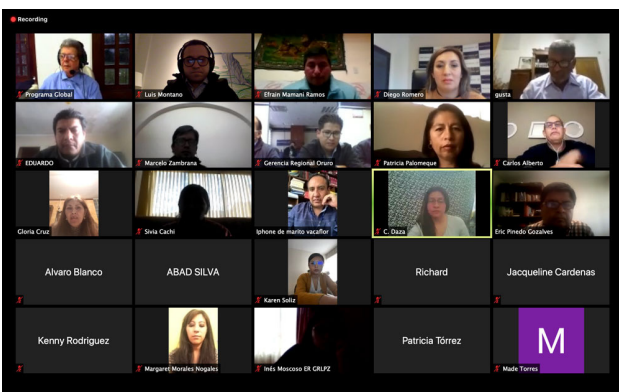 Recording
Programa Global
Luis Montano
Efrain Mamani Ramos
Diego Romero
gusta
EDUARDO
Marcelo Zambrana
Gerencia Regional Oruro
Patricia Palomeque
Carlos Alberto
Gloria Cruz
Sivia Cachi
Iphone de marito vacaflor
C. Daza
Eric Pinedo Gozalves
Alvaro Blanco
ABAD SILVA
Karen Soliz
Richard
Jacqueline Cardenas
Kenny Rodriguez
Margaret Morales Nogales
Inés Moscoso ER GRLPZ
Patricia Tórrez
M
Made Torres